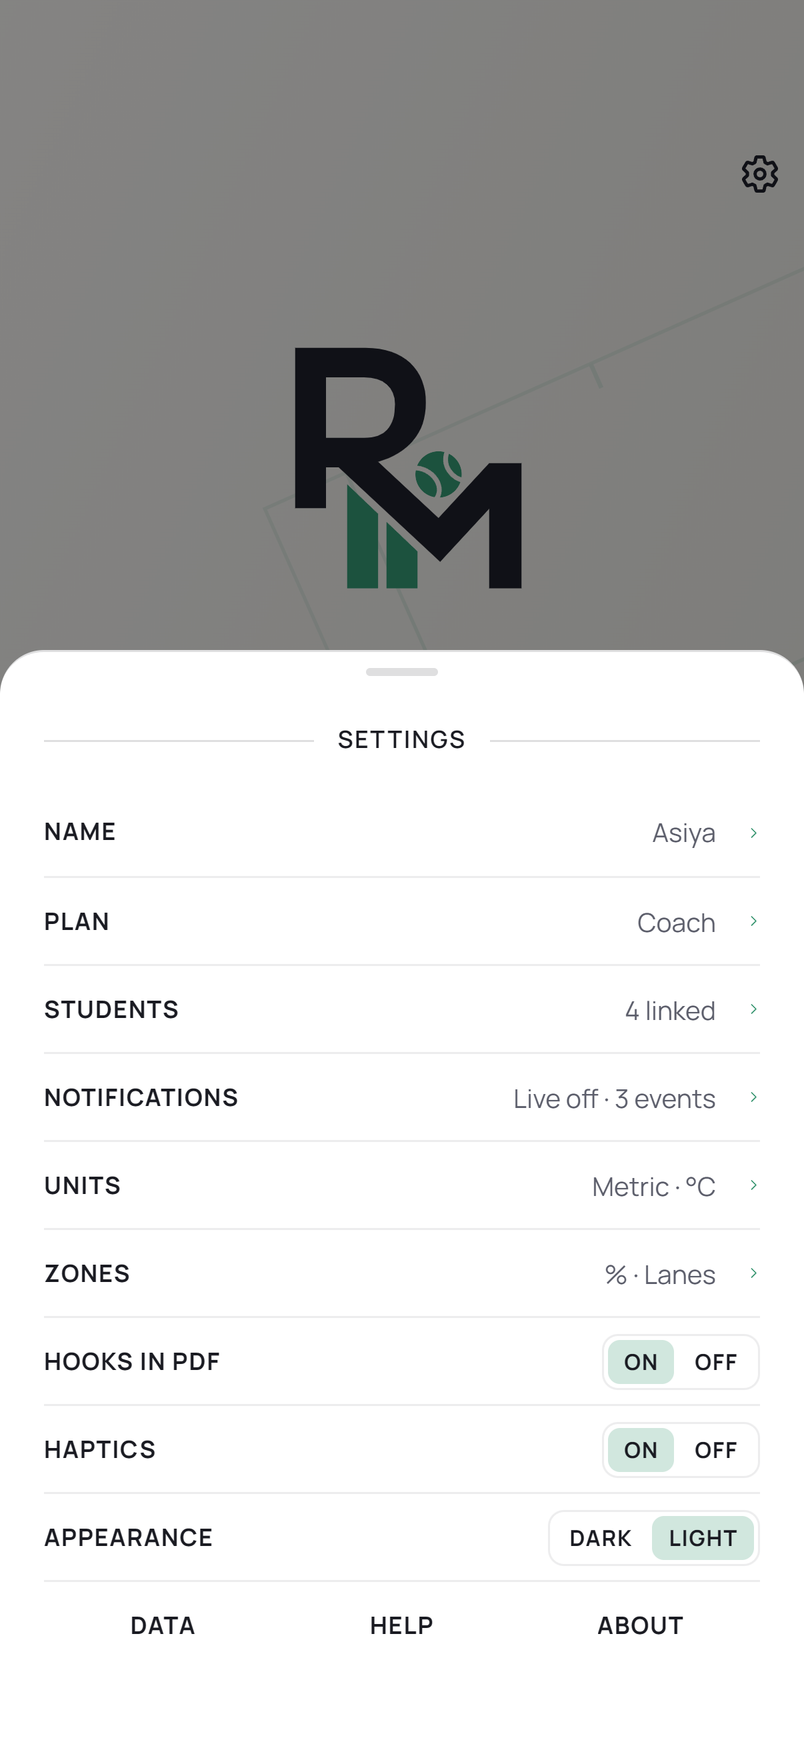 RM
SETTINGS
NAME Asiya
PLAN Coach
STUDENTS 4 linked
NOTIFICATIONS Live off · 3 events
UNITS Metric · °C
ZONES % · Lanes
HOOKS IN PDF ON OFF
HAPTICS ON OFF
APPEARANCE DARK LIGHT
DATA HELP ABOUT